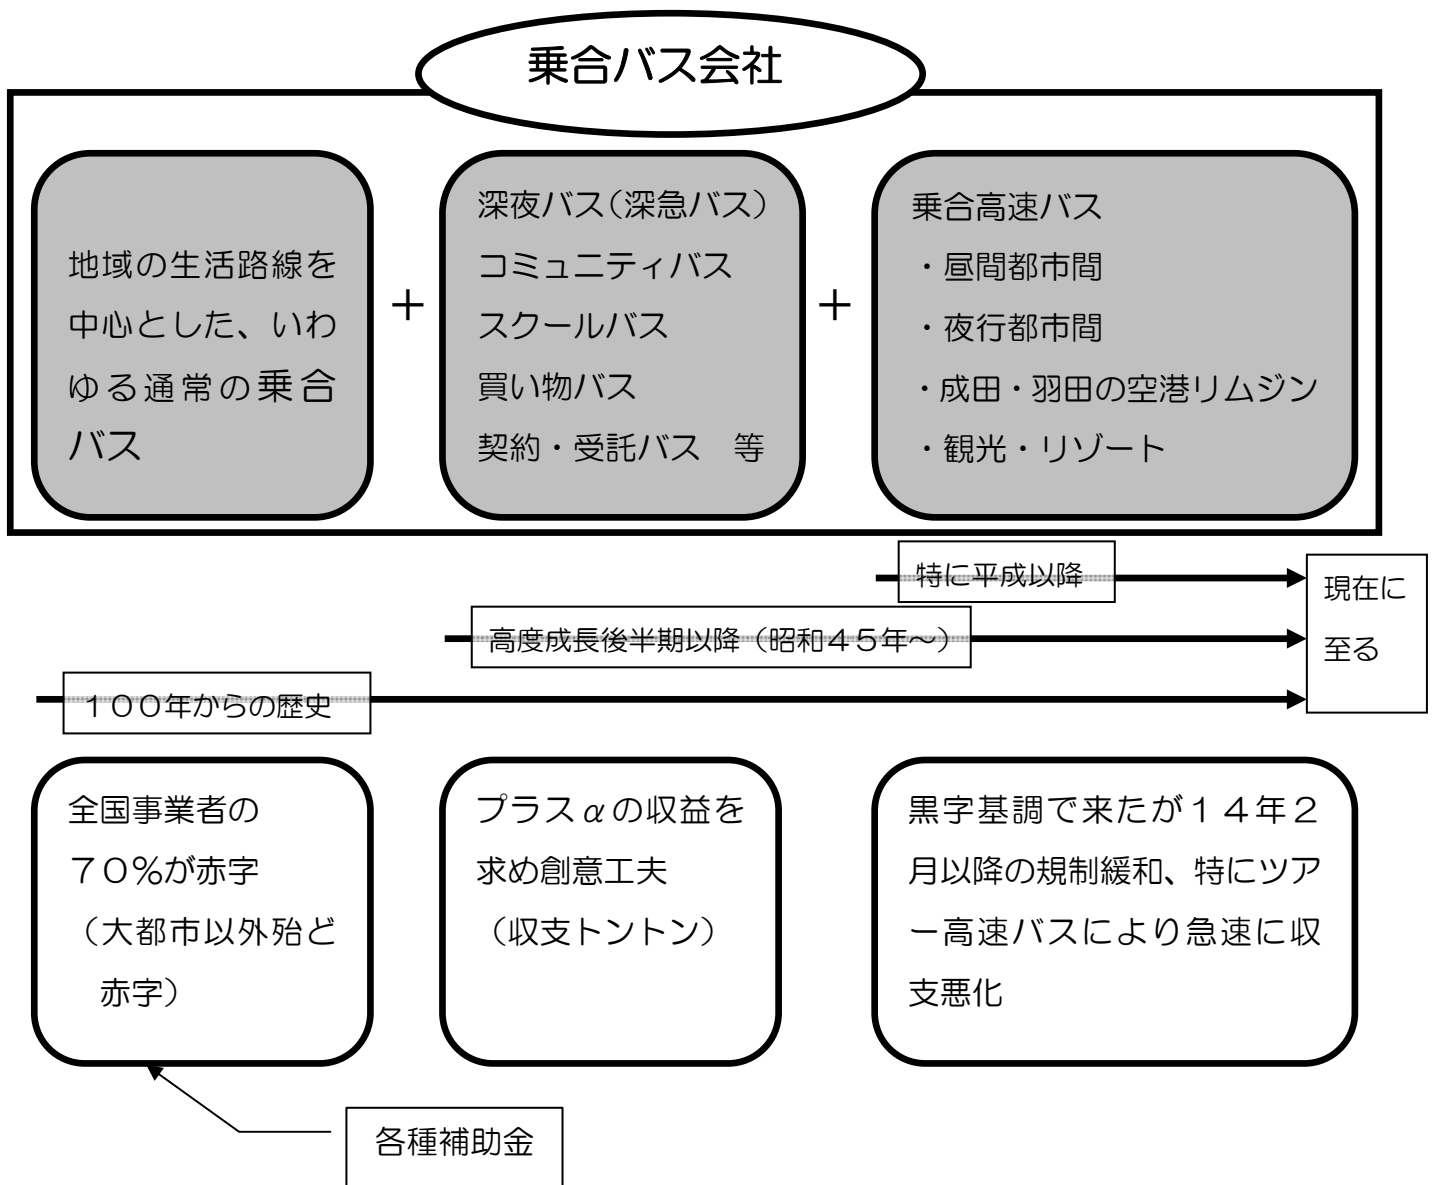 乗合バス会社
地域の生活路線を
中心とした、いわ
ゆる通常の乗合
バス
＋
深夜バス（深急バス）
コミュニティバス
スクールバス
買い物バス
契約・受託バス　等
＋
乗合高速バス
・昼間都市間
・夜行都市間
・成田・羽田の空港リムジン
・観光・リゾート
特に平成以降
高度成長後半期以降（昭和４５年～）
１００年からの歴史
現在に
至る
全国事業者の
７０％が赤字
（大都市以外殆ど
赤字）
プラスαの収益を
求め創意工夫
（収支トントン）
黒字基調で来たが１４年２
月以降の規制緩和、特にツア
ー高速バスにより急速に収
支悪化
各種補助金